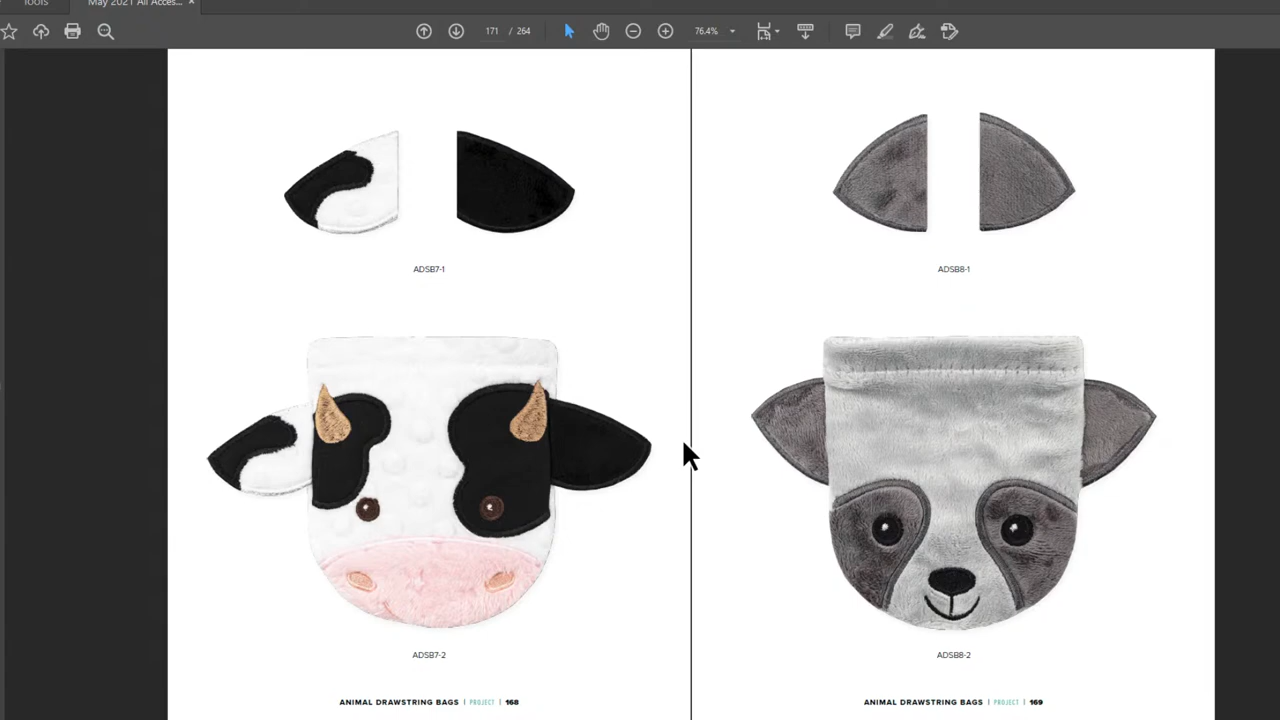 Tools
May 2021 All Acces...
171 / 264
76.4%
ADSB7-1
ADSB8-1
ADSB7-2
ADSB8-2
ANIMAL DRAWSTRING BAGS | PROJECT | 168
ANIMAL DRAWSTRING BAGS | PROJECT | 169